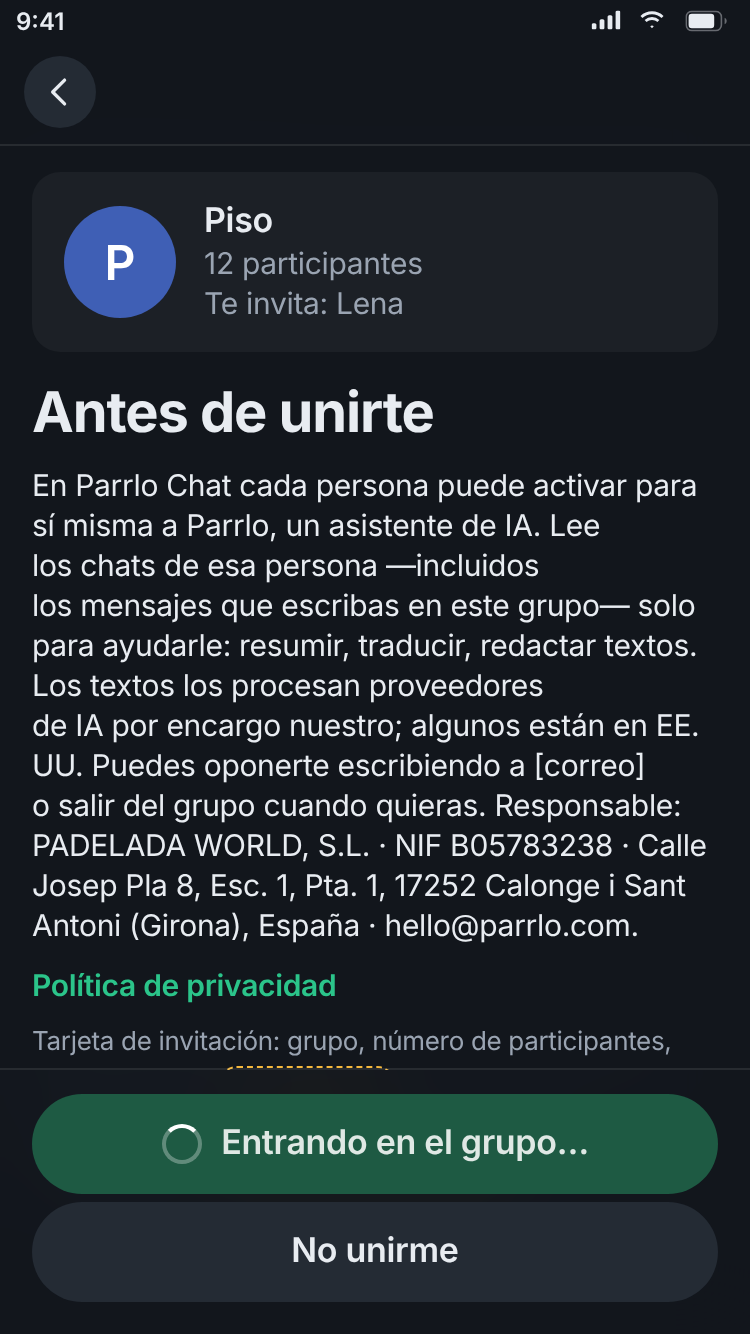 9:41
P
Piso
12 participantes
Te invita: Lena
Antes de unirte
En Parrlo Chat cada persona puede activar para
sí misma a Parrlo, un asistente de IA. Lee
los chats de esa persona —incluidos
los mensajes que escribas en este grupo— solo
para ayudarle: resumir, traducir, redactar textos.
Los textos los procesan proveedores
de IA por encargo nuestro; algunos están en EE.
UU. Puedes oponerte escribiendo a [correo]
o salir del grupo cuando quieras. Responsable:
PADELADA WORLD, S.L. · NIF B05783238 · Calle
Josep Pla 8, Esc. 1, Pta. 1, 17252 Calonge i Sant
Antoni (Girona), España · hello@parrlo.com.
Política de privacidad
Tarjeta de invitación: grupo, número de participantes,
Entrando en el grupo…
No unirme